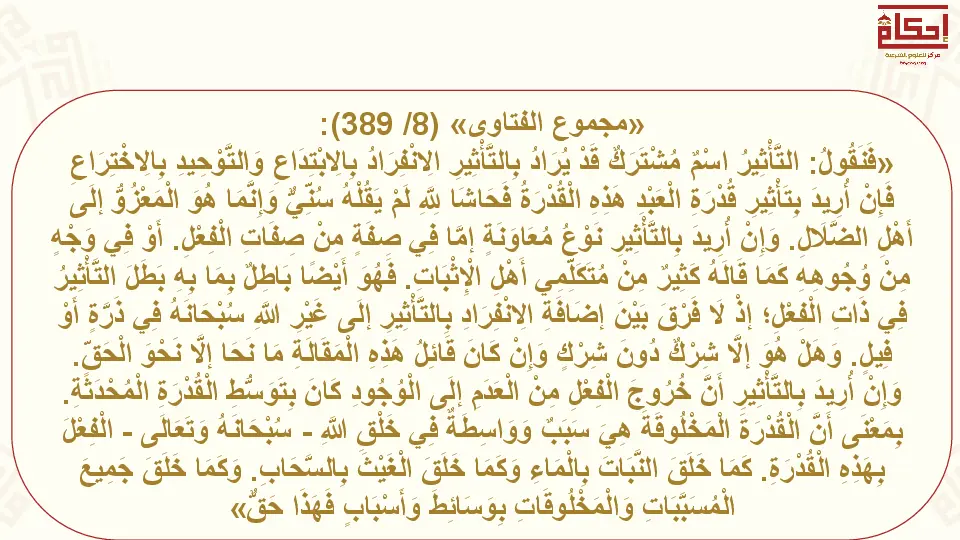 إحكام
مركز للعلوم الشرعية
«مجموع الفتاوى» (8/ 389):
«فَنَقُولُ: التَّأْثِيرُ اسْمٌ مُشْتَرَكٌ قَدْ يُرَادُ بِالتَّأْثِيرِ الِانْفِرَادُ بِالِابْتِدَاعِ وَالتَّوْحِيدِ بِالِاخْتِرَاعِ
فَإِنْ أُرِيدَ بِتَأْثِيرِ قُدْرَةِ الْعَبْدِ هَذِهِ الْقُدْرَةُ فَحَاشَا لِلَّهِ لَمْ يَقُلْهُ سُنِّيٌّ وَإِنَّمَا هُوَ الْمَعْزُوُّ إلَى
أَهْلِ الضَّلَالِ. وَإِنْ أُرِيدَ بِالتَّأْثِيرِ نَوْعُ مُعَاوَنَةٍ إمَّا فِي صِفَةٍ مِنْ صِفَاتِ الْفِعْلِ. أَوْ فِي وَجْهٍ
مِنْ وُجُوهِهِ كَمَا قَالَهُ كَثِيرٌ مِنْ مُتَكَلِّمِي أَهْلِ الْإِثْبَاتِ. فَهُوَ أَيْضًا بَاطِلٌ بِمَا بِهِ بَطَلَ التَّأْثِيرُ
فِي ذَاتِ الْفِعْلِ؛ إذْ لَا فَرْقَ بَيْنَ إضَافَةِ الِانْفِرَادِ بِالتَّأْثِيرِ إلَى غَيْرِ اللَّهِ سُبْحَانَهُ فِي ذَرَّةٍ أَوْ
فِيلٍ. وَهَلْ هُوَ إلَّا شِرْكٌ دُونَ شِرْكٍ وَإِنْ كَانَ قَائِلُ هَذِهِ الْمَقَالَةِ مَا نَحَا إلَّا نَحْوَ الْحَقِّ.
وَإِنْ أُرِيدَ بِالتَّأْثِيرِ أَنَّ خُرُوجَ الْفِعْلِ مِنْ الْعَدَمِ إلَى الْوُجُودِ كَانَ بِتَوَسُّطِ الْقُدْرَةِ الْمُحْدَثَةِ.
بِمَعْنَى أَنَّ الْقُدْرَةَ الْمَخْلُوقَةَ هِيَ سَبَبٌ وَوَاسِطَةٌ فِي خَلْقِ اللَّهِ - سُبْحَانَهُ وَتَعَالَى - الْفِعْلَ
بِهَذِهِ الْقُدْرَةِ. كَمَا خَلَقَ النَّبَاتَ بِالْمَاءِ وَكَمَا خَلَقَ الْغَيْثَ بِالسَّحَابِ. وَكَمَا خَلَقَ جَمِيعَ
الْمُسَبَّبَاتِ وَالْمَخْلُوقَاتِ بِوَسَائِطَ وَأَسْبَابٍ فَهَذَا حَقٌّ»